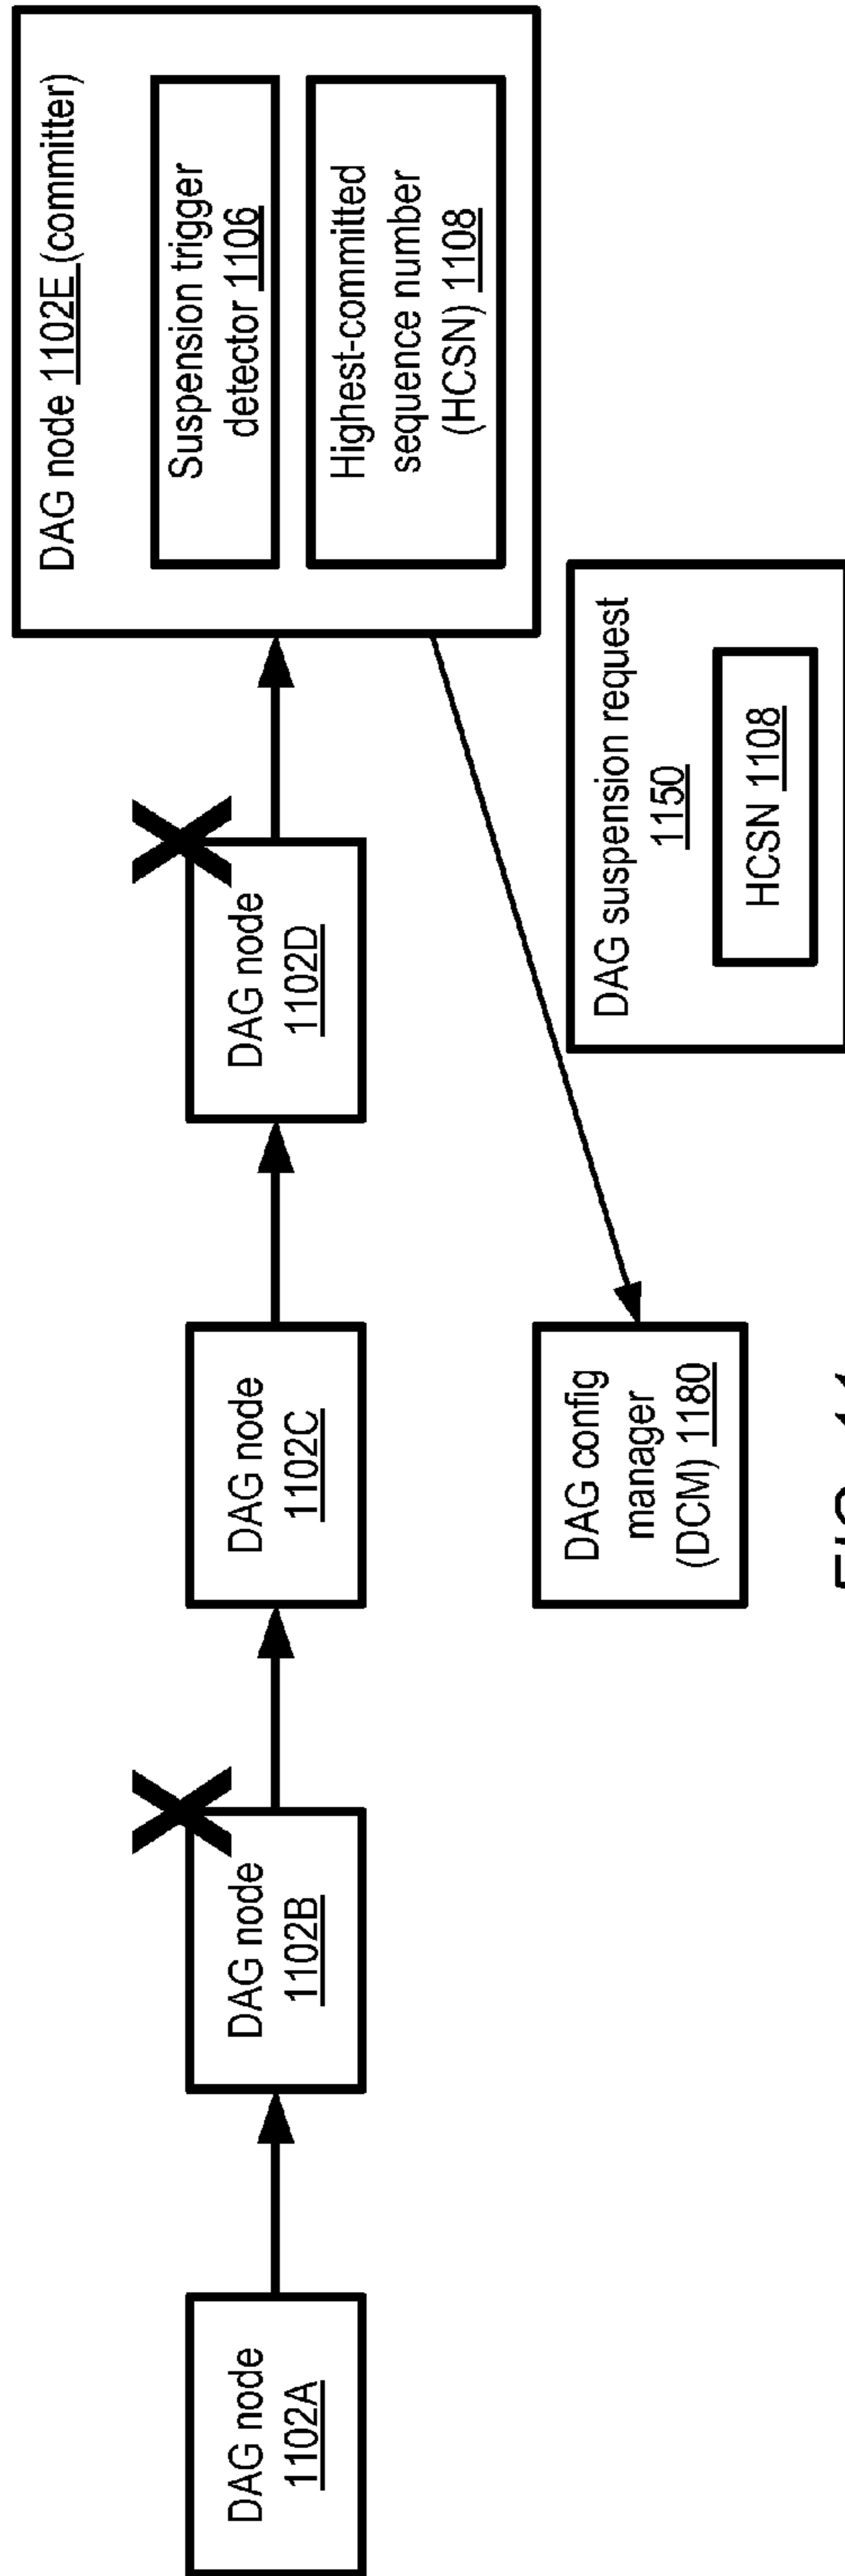 DAG node
1102A
DAG node
1102B
DAG node
1102C
DAG node
1102D
DAG node 1102E (committer)
Suspension trigger
detector 1106
Highest-committed
sequence number
(HCSN) 1108
DAG config
manager
(DCM) 1180
DAG suspension request
1150
HCSN 1108